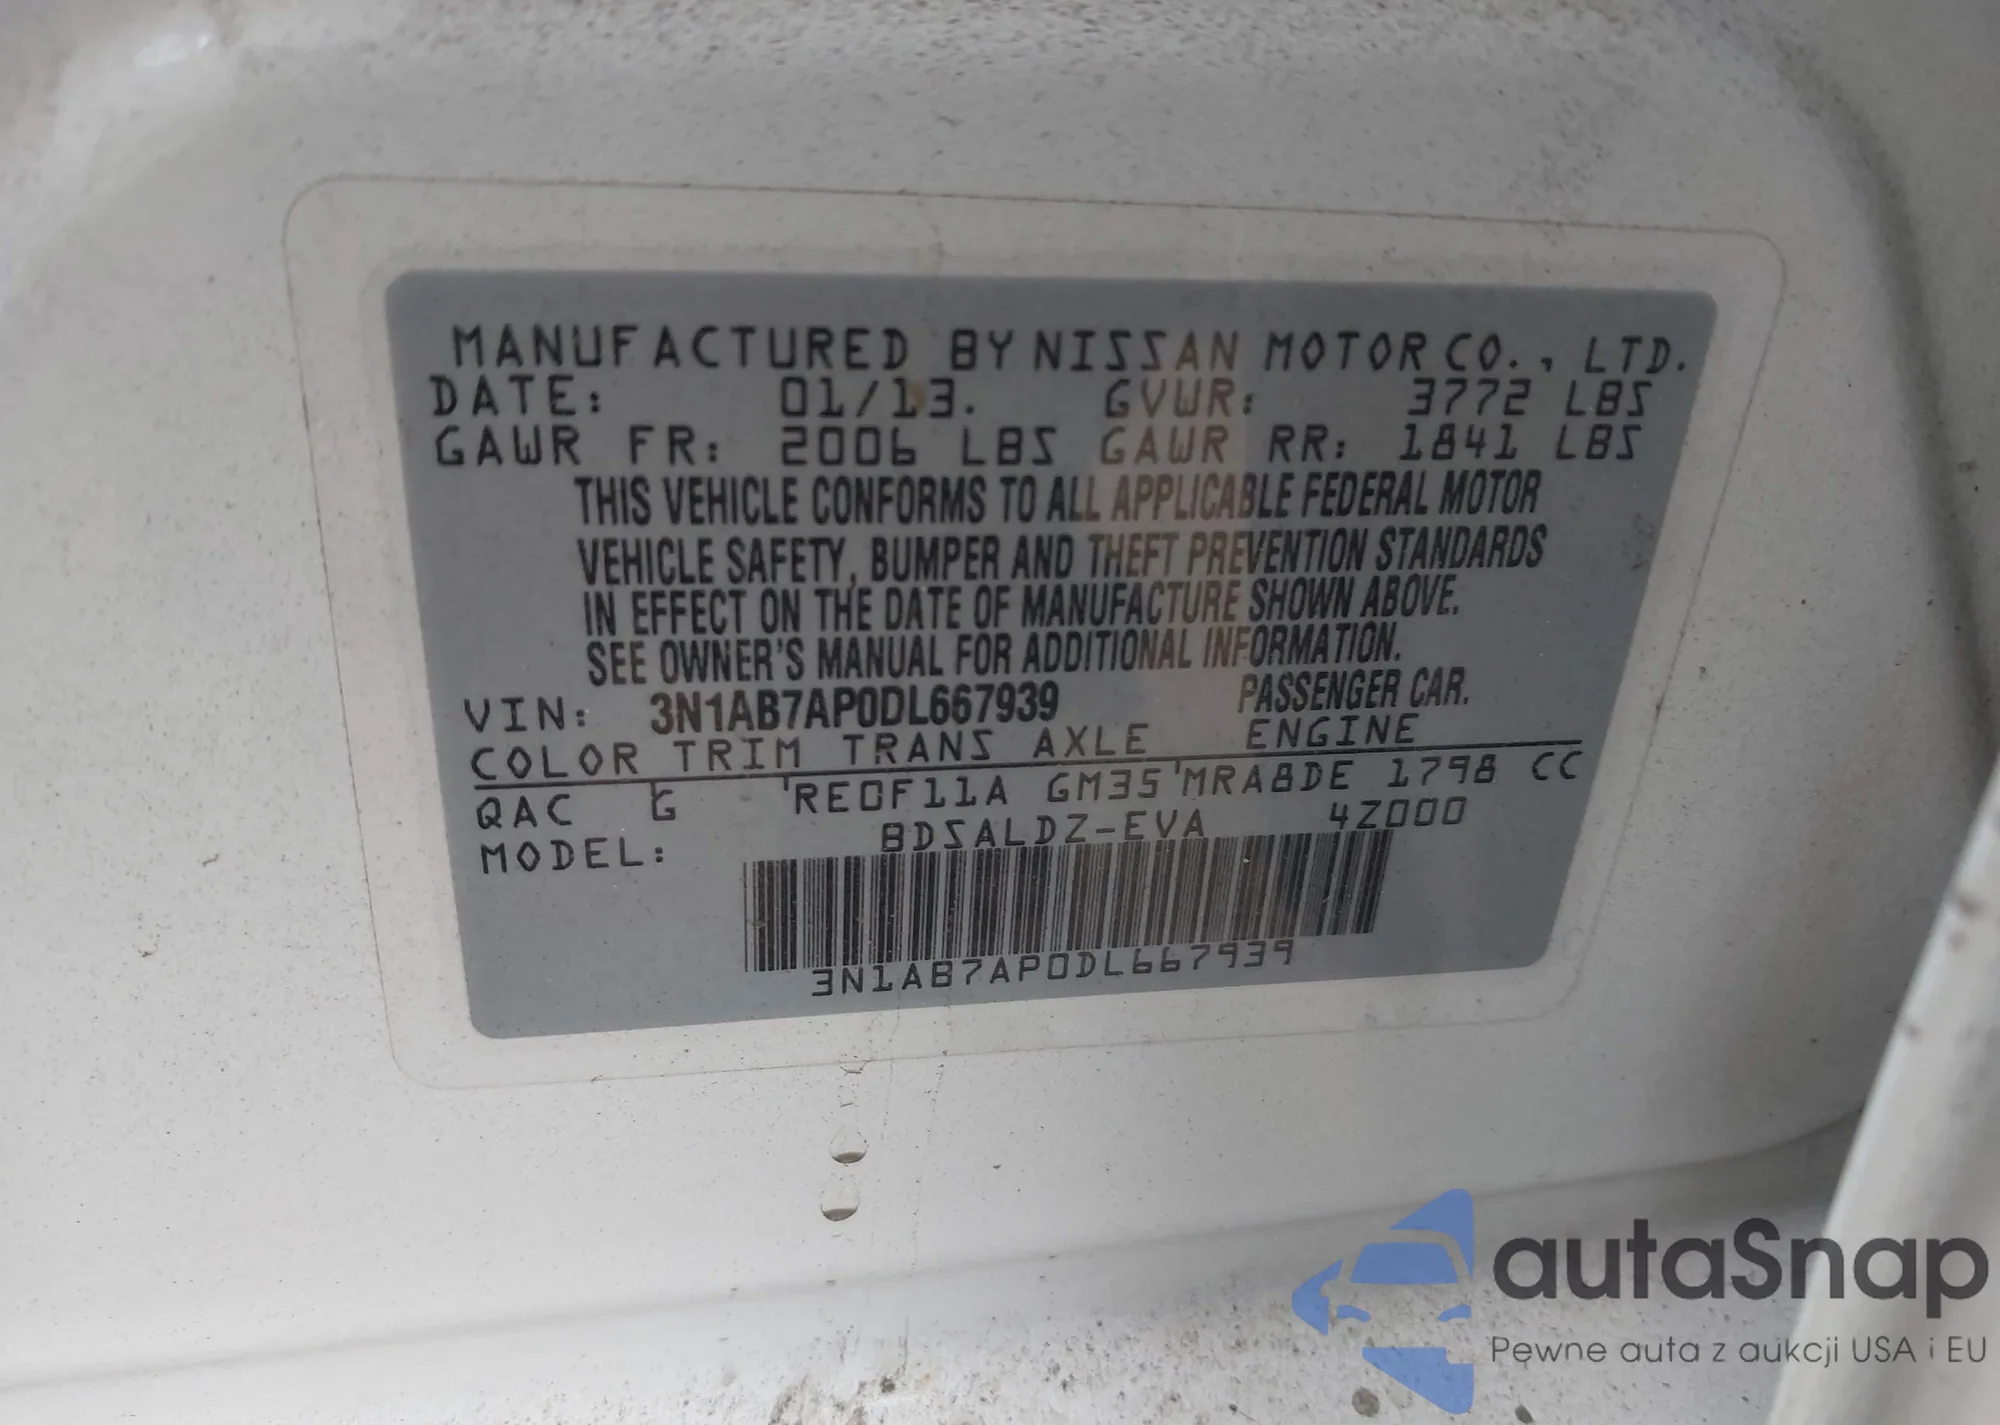 MANUFACTURED BY NISSAN MOTOR CO., LTD.
DATE: 01/13. GVWR: 3772 LBS
GAWR FR: 2006 LBS GAWR RR: 1841 LBS
THIS VEHICLE CONFORMS TO ALL APPLICABLE FEDERAL MOTOR
VEHICLE SAFETY, BUMPER AND THEFT PREVENTION STANDARDS
IN EFFECT ON THE DATE OF MANUFACTURE SHOWN ABOVE.
SEE OWNER'S MANUAL FOR ADDITIONAL INFORMATION.
VIN: 3N1AB7AP0DL667939 PASSENGER CAR.
COLOR TRIM TRANS AXLE ENGINE
QAC G RE0F11A GM35 MRA8DE 1798 CC
MODEL: BDSALDZ-EVA 4Z000
3N1AB7AP0DL667939
autaSnap
Pewne auta z aukcji USA i EU